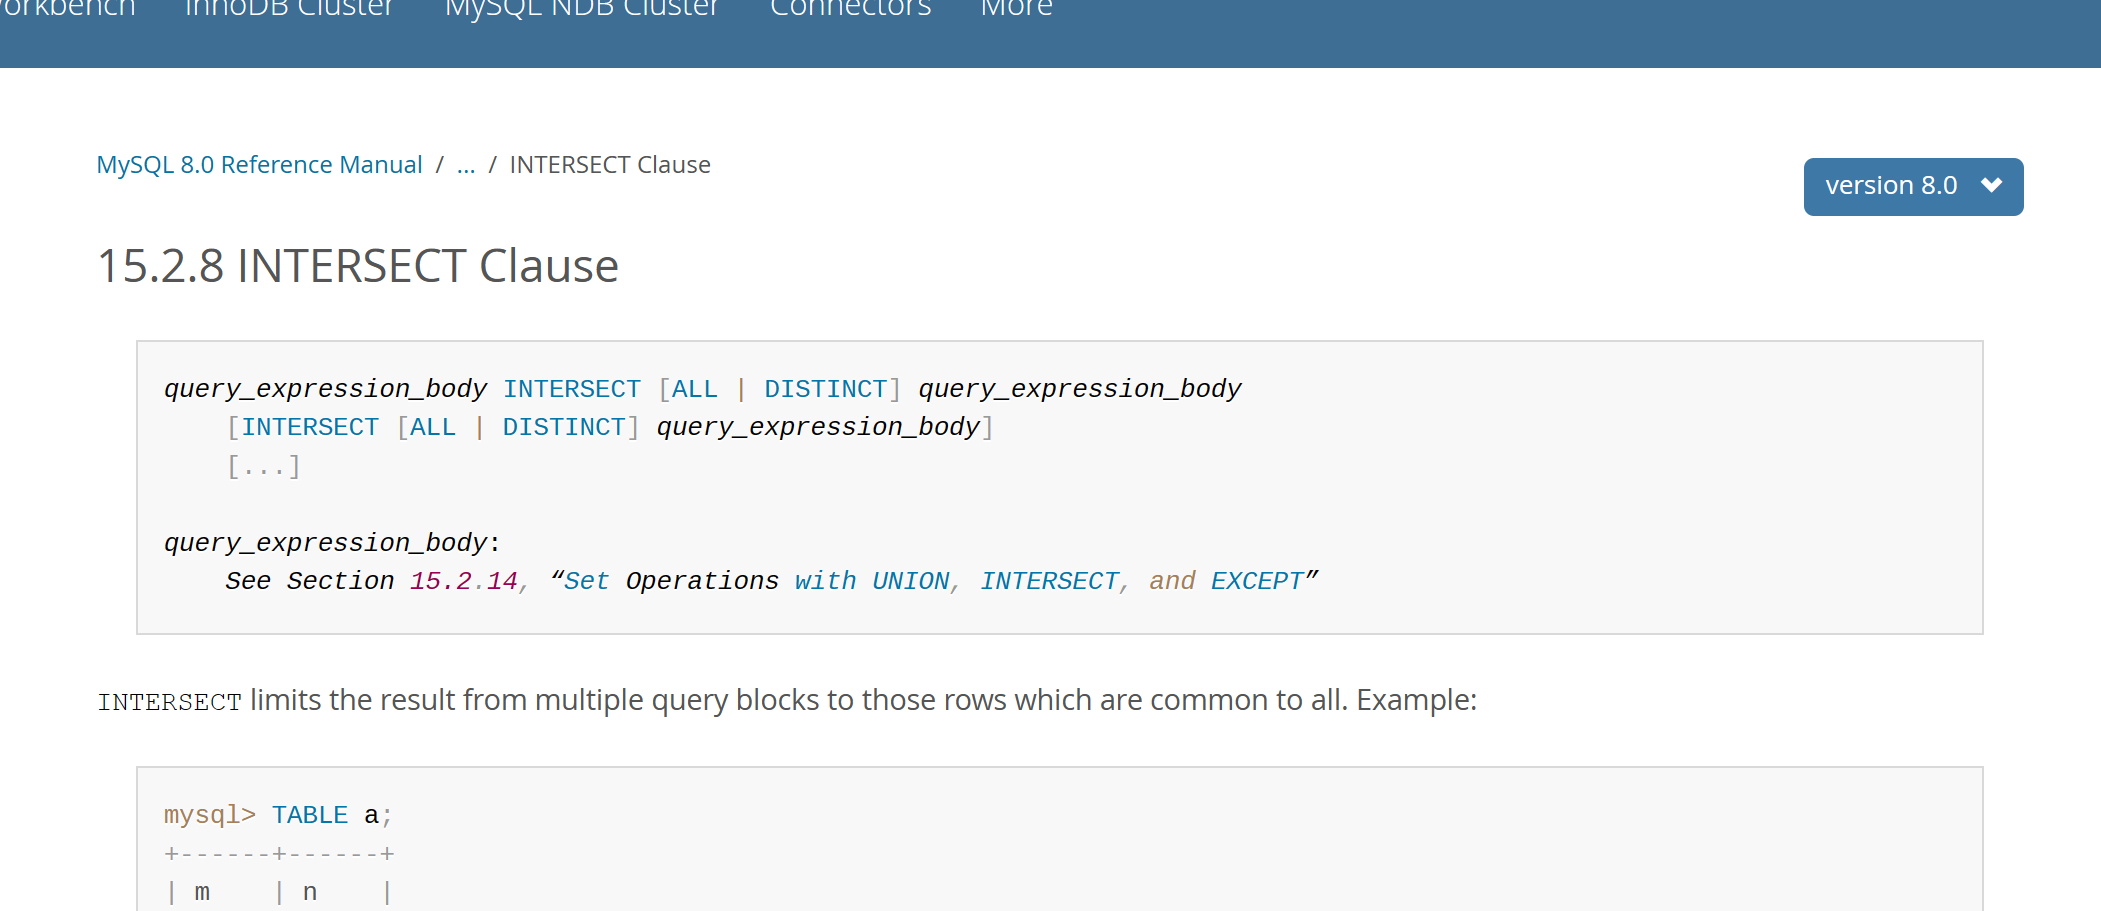 orkbench InnoDB Cluster MySQL NDB Cluster Connectors More
MySQL 8.0 Reference Manual / ... / INTERSECT Clause
version 8.0
15.2.8 INTERSECT Clause
query_expression_body INTERSECT [ALL | DISTINCT] query_expression_body
    [INTERSECT [ALL | DISTINCT] query_expression_body]
    [...]
query_expression_body:
    See Section 15.2.14, “Set Operations with UNION, INTERSECT, and EXCEPT”
INTERSECT limits the result from multiple query blocks to those rows which are common to all. Example:
mysql> TABLE a;
+------+------+
| m    | n    |